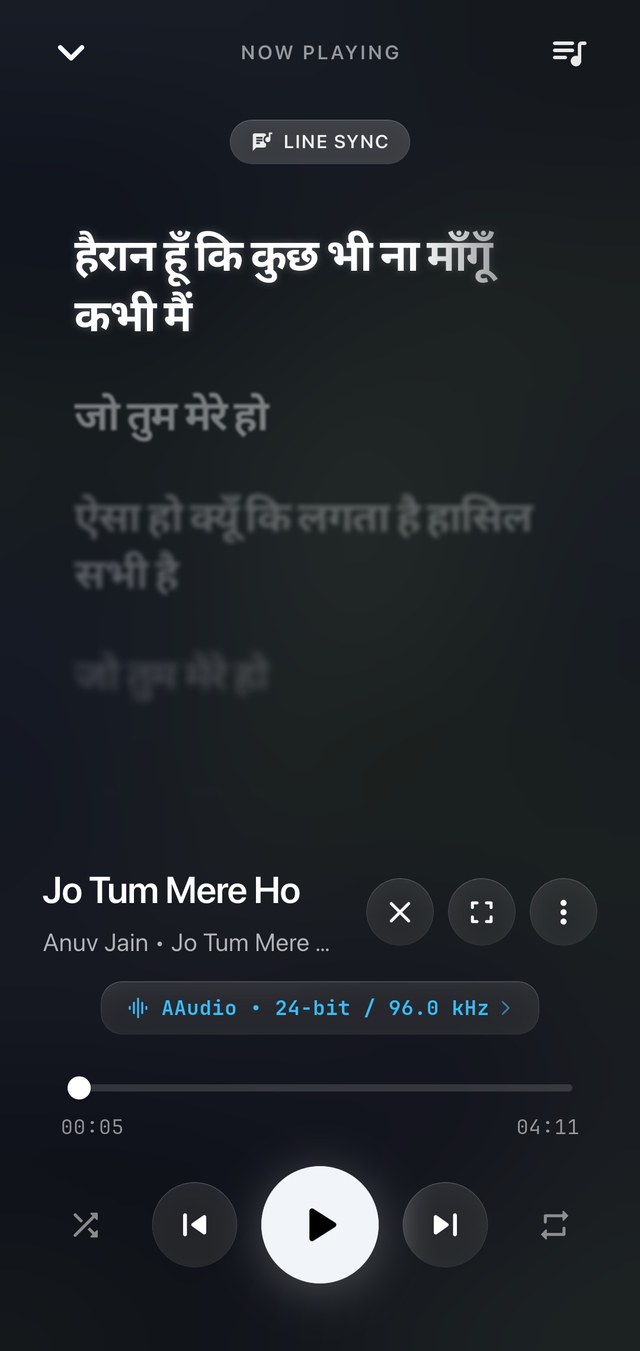 NOW PLAYING
LINE SYNC
हैरान हूँ कि कुछ भी ना माँगूँ
कभी मैं
जो तुम मेरे हो
ऐसा हो क्यूँ कि लगता है हासिल
सभी है
जो तुम मेरे हो
Jo Tum Mere Ho
Anuv Jain • Jo Tum Mere ...
AAudio • 24-bit / 96.0 kHz >
00:05
04:11